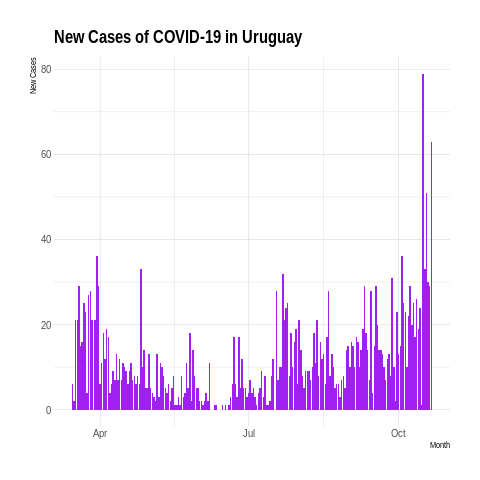 New Cases of COVID-19 in Uruguay
New Cases
80
60
40
20
0
Apr
Jul
Oct
Month